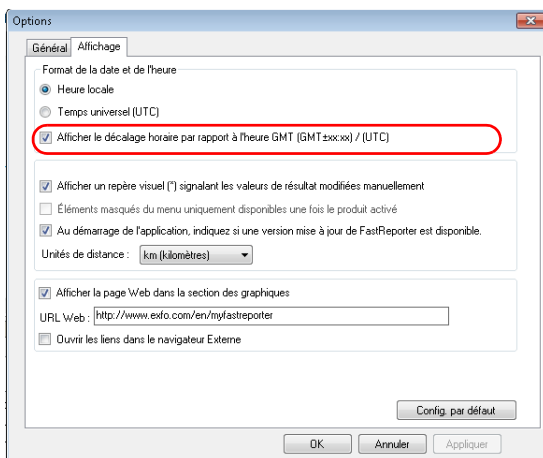 Options
Général Affichage
Format de la date et de l'heure
Heure locale
Temps universel (UTC)
Afficher le décalage horaire par rapport à l'heure GMT (GMT±xx:xx) / (UTC)
Afficher un repère visuel (*) signalant les valeurs de résultat modifiées manuellement
Éléments masqués du menu uniquement disponibles une fois le produit activé
Au démarrage de l'application, indiquez si une version mise à jour de FastReporter est disponible.
Unités de distance : km (kilomètres)
Afficher la page Web dans la section des graphiques
URL Web : http://www.exfo.com/en/myfastreporter
Ouvrir les liens dans le navigateur Externe
Config. par défaut
OK Annuler Appliquer